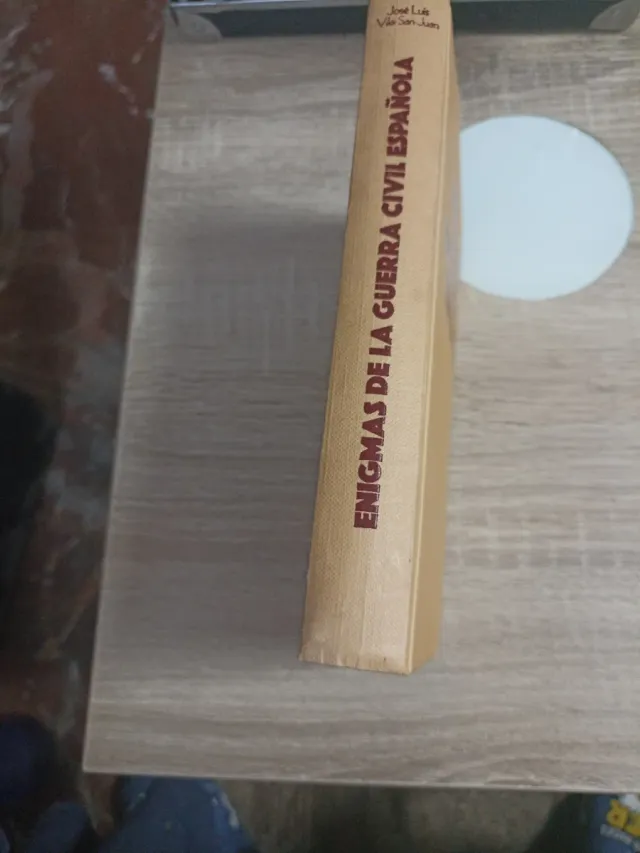 José Luis
Vila San Juan
ENIGMAS DE LA GUERRA CIVIL ESPAÑOLA